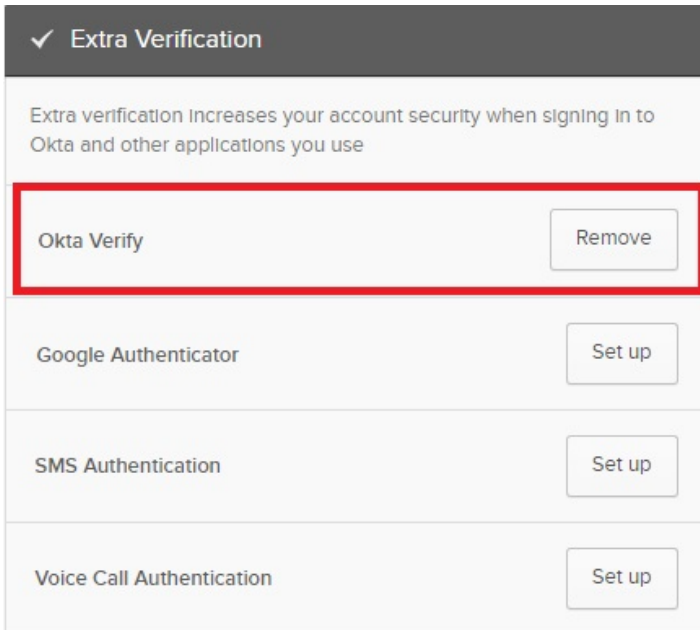 Extra Verification
Extra verification increases your account security when signing in to
Okta and other applications you use
Okta Verify
Remove
Google Authenticator
Set up
SMS Authentication
Set up
Voice Call Authentication
Set up